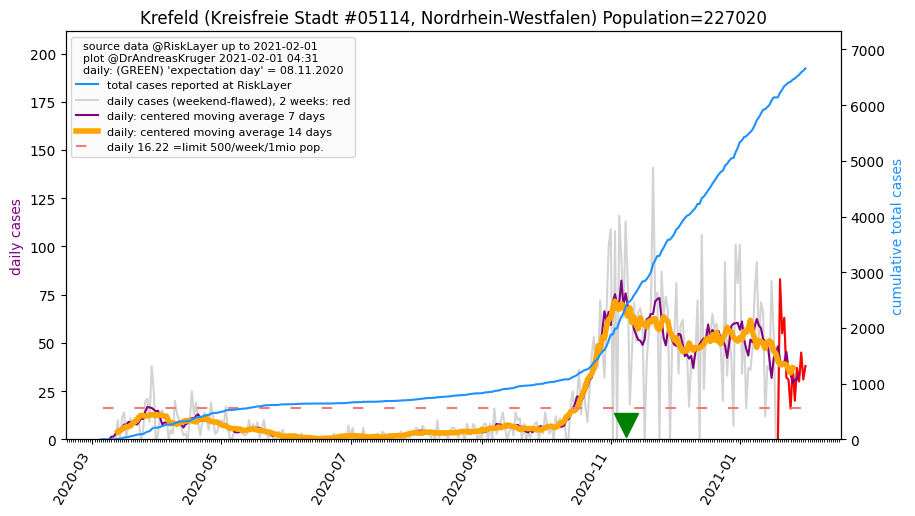 Krefeld (Kreisfreie Stadt #05114, Nordrhein-Westfalen) Population=227020
source data @RiskLayer up to 2021-02-01
plot @DrAndreasKruger 2021-02-01 04:31
daily: (GREEN) 'expectation day' = 08.11.2020
total cases reported at RiskLayer
daily cases (weekend-flawed), 2 weeks: red
daily: centered moving average 7 days
daily: centered moving average 14 days
daily 16.22 =limit 500/week/1mio pop.
daily cases
200
175
150
125
100
75
50
25
0
cumulative total cases
7000
6000
5000
4000
3000
2000
1000
0
2020-03
2020-05
2020-07
2020-09
2020-11
2021-01